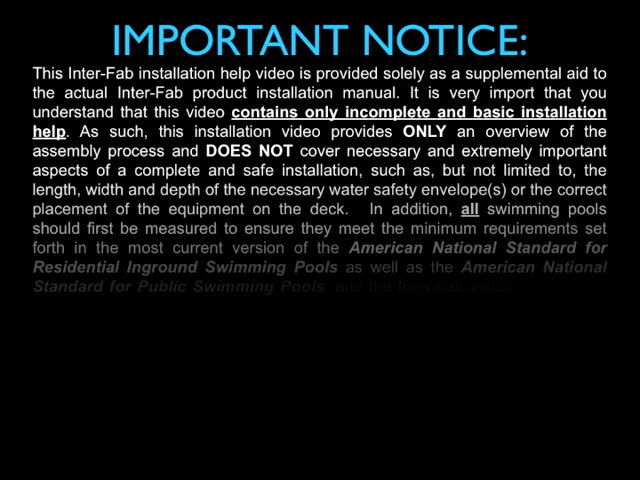 IMPORTANT NOTICE:
This Inter-Fab installation help video is provided solely as a supplemental aid to
the actual Inter-Fab product installation manual. It is very import that you
understand that this video contains only incomplete and basic installation
help. As such, this installation video provides ONLY an overview of the
assembly process and DOES NOT cover necessary and extremely important
aspects of a complete and safe installation, such as, but not limited to, the
length, width and depth of the necessary water safety envelope(s) or the correct
placement of the equipment on the deck. In addition, all swimming pools
should first be measured to ensure they meet the minimum requirements set
forth in the most current version of the American National Standard for
Residential Inground Swimming Pools as well as the American National
Standard for Public Swimming Pools, and the Inter-Fab